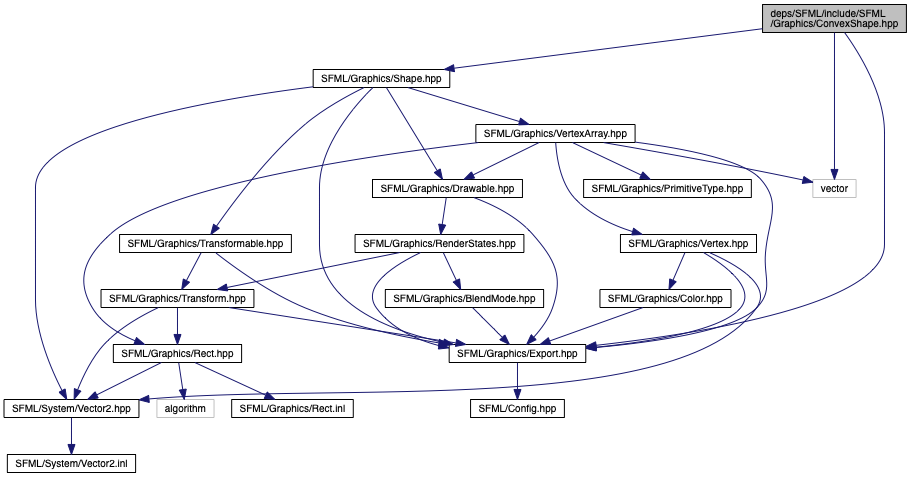 deps/SFML/include/SFML
/Graphics/ConvexShape.hpp
SFML/Graphics/Shape.hpp
SFML/Graphics/VertexArray.hpp
SFML/Graphics/Drawable.hpp
SFML/Graphics/PrimitiveType.hpp
vector
SFML/Graphics/Transformable.hpp
SFML/Graphics/RenderStates.hpp
SFML/Graphics/Vertex.hpp
SFML/Graphics/Transform.hpp
SFML/Graphics/BlendMode.hpp
SFML/Graphics/Color.hpp
SFML/Graphics/Rect.hpp
SFML/Graphics/Export.hpp
SFML/System/Vector2.hpp
algorithm
SFML/Graphics/Rect.inl
SFML/Config.hpp
SFML/System/Vector2.inl